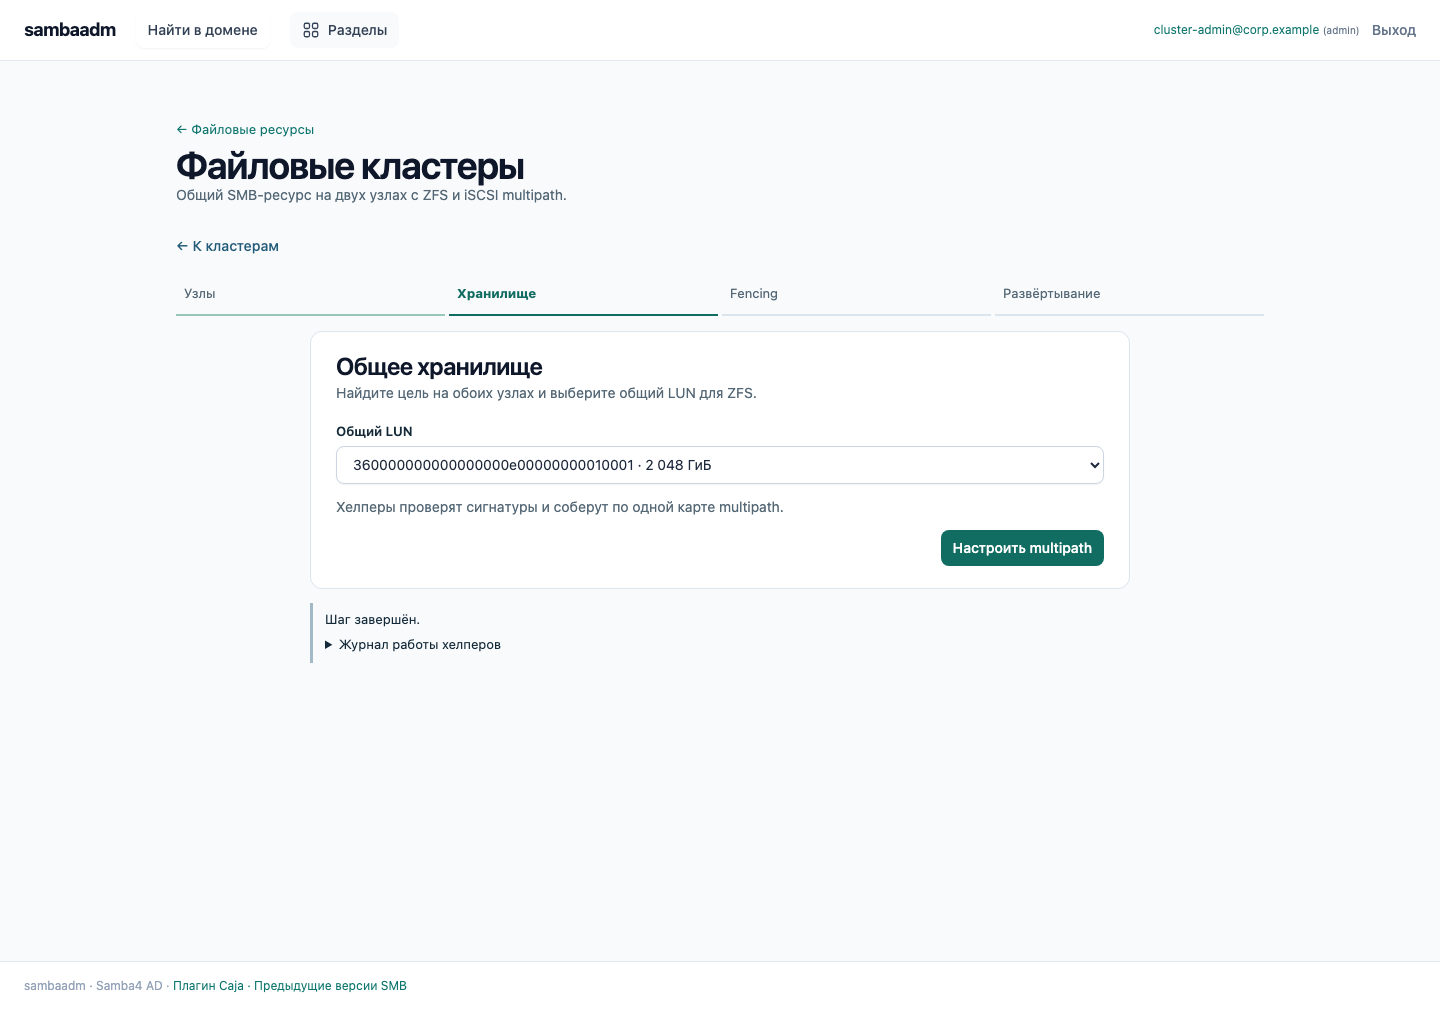 sambaadm
Найти в домене
Разделы
cluster-admin@corp.example (admin)
Выход
← Файловые ресурсы
Файловые кластеры
Общий SMB-ресурс на двух узлах с ZFS и iSCSI multipath.
← К кластерам
Узлы
Хранилище
Fencing
Развёртывание
Общее хранилище
Найдите цель на обоих узлах и выберите общий LUN для ZFS.
Общий LUN
360000000000000000e00000000010001 · 2 048 ГиБ
Хелперы проверят сигнатуры и соберут по одной карте multipath.
Настроить multipath
Шаг завершён.
Журнал работы хелперов
sambaadm · Samba4 AD · Плагин Caja · Предыдущие версии SMB